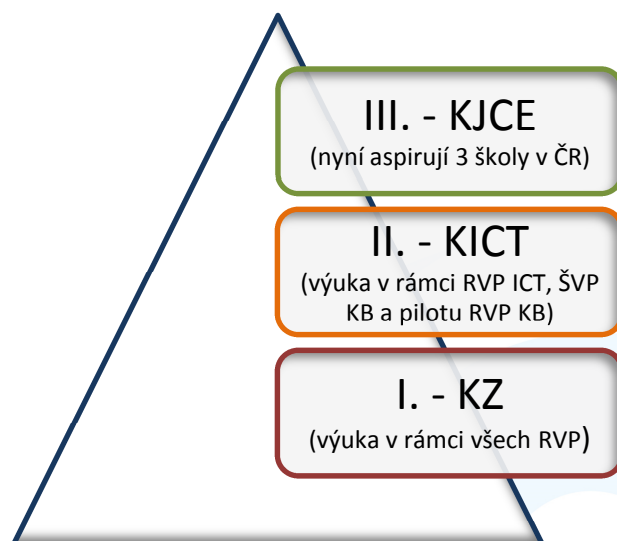 III. - KJCE
(nyní aspirují 3 školy v ČR)
II. - KICT
(výuka v rámci RVP ICT, ŠVP
KB a pilotu RVP KB)
I. - KZ
(výuka v rámci všech RVP)